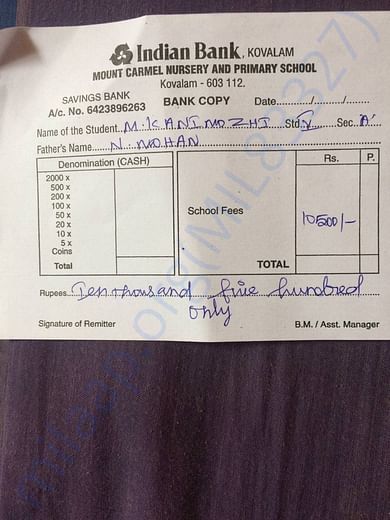 Indian Bank, KOVALAM
MOUNT CARMEL NURSERY AND PRIMARY SCHOOL
Kovalam - 603 112.
SAVINGS BANK
A/c. No. 6423896263
BANK COPY
Date............/............/............
Name of the Student M. KANIMOZHI Std V Sec. 'A'
Father's Name N. MOHAN
Denomination (CASH)
2000 x
500 x
200 x
100 x
50 x
20 x
10 x
5 x
Coins
Total
Rs. P.
School Fees 10500/-
TOTAL
Rupees Ten thousand five hundred
only
Signature of Remitter
B.M. / Asst. Manager
milaap.org(MIL83327)